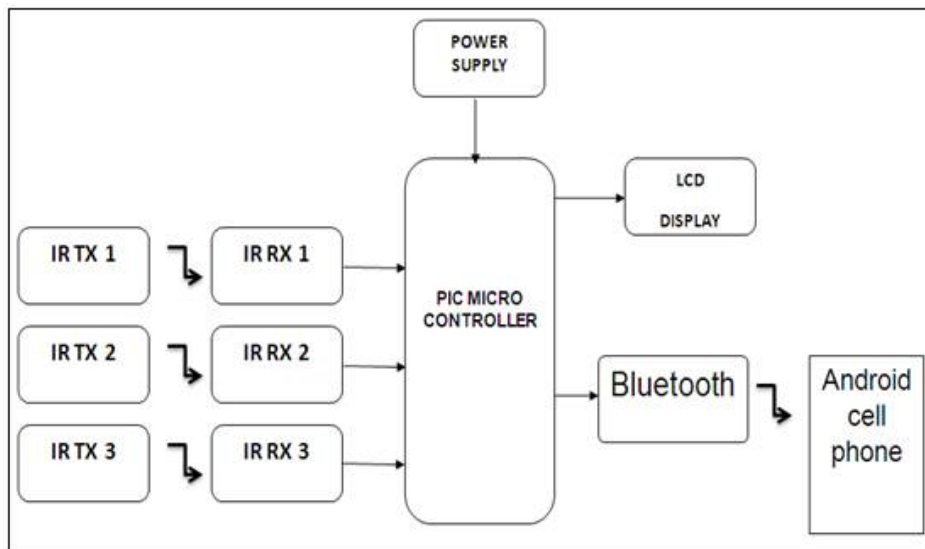 POWER
SUPPLY
LCD
DISPLAY
IR TX 1
IR RX 1
PIC MICRO
CONTROLLER
IR TX 2
IR RX 2
Bluetooth
Android
cell
phone
IR TX 3
IR RX 3